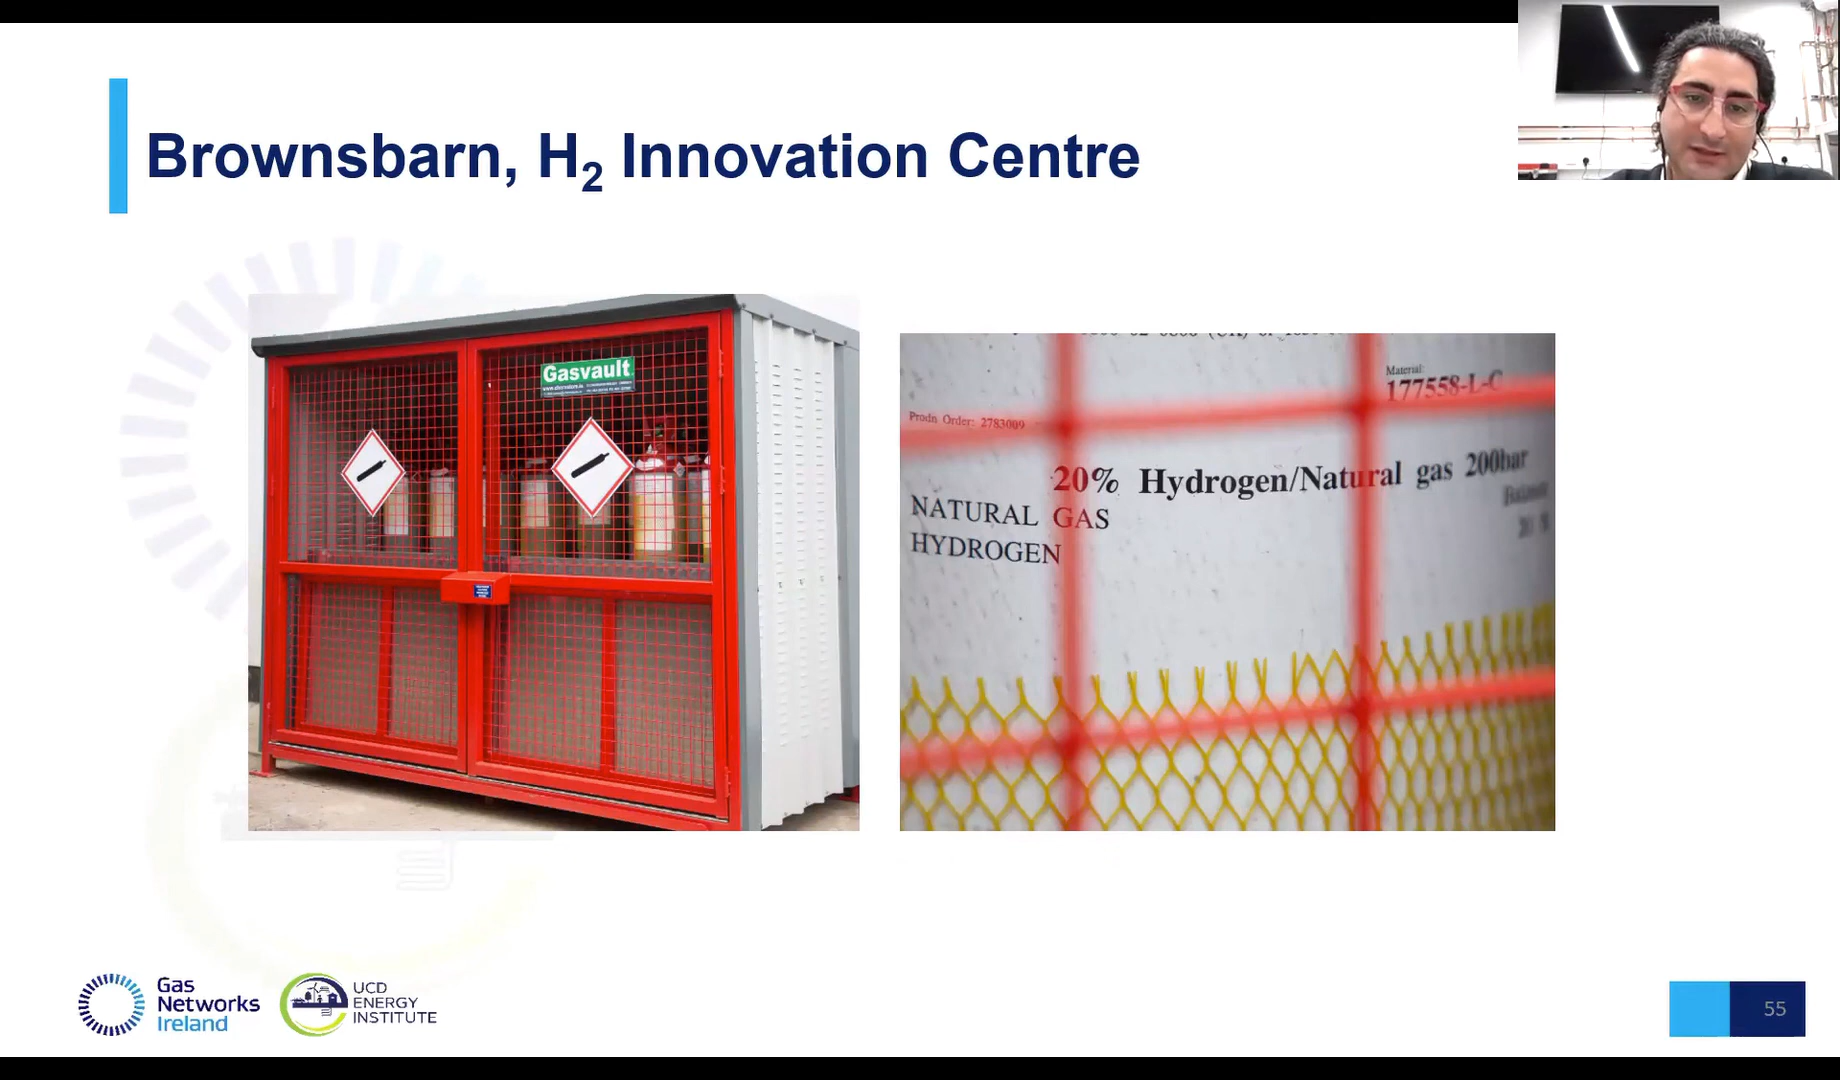 Brownsbarn, H2 Innovation Centre
Gasvault
Material:
177558-L-C
Prodn Order: 2783009
20% Hydrogen/Natural gas 200bar
NATURAL GAS
HYDROGEN
Gas
Networks
Ireland
UCD
ENERGY
INSTITUTE
55